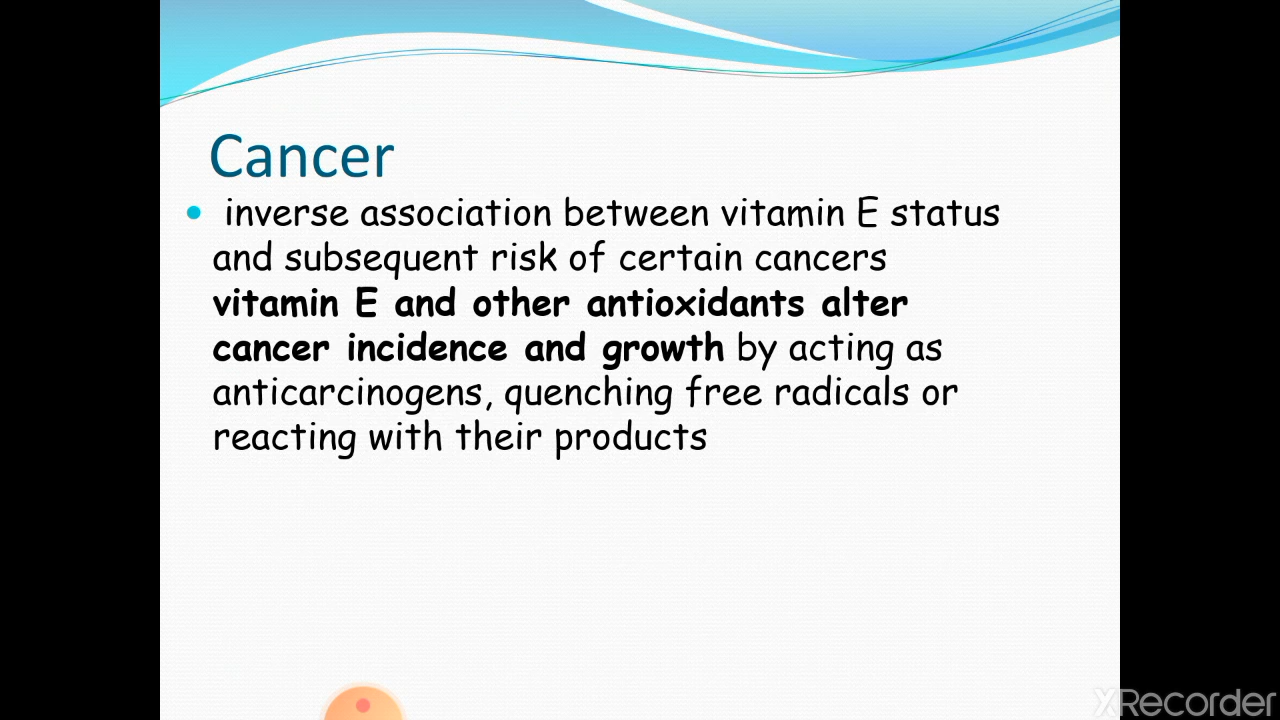 Cancer
inverse association between vitamin E status
and subsequent risk of certain cancers
vitamin E and other antioxidants alter
cancer incidence and growth by acting as
anticarcinogens, quenching free radicals or
reacting with their products
XRecorder